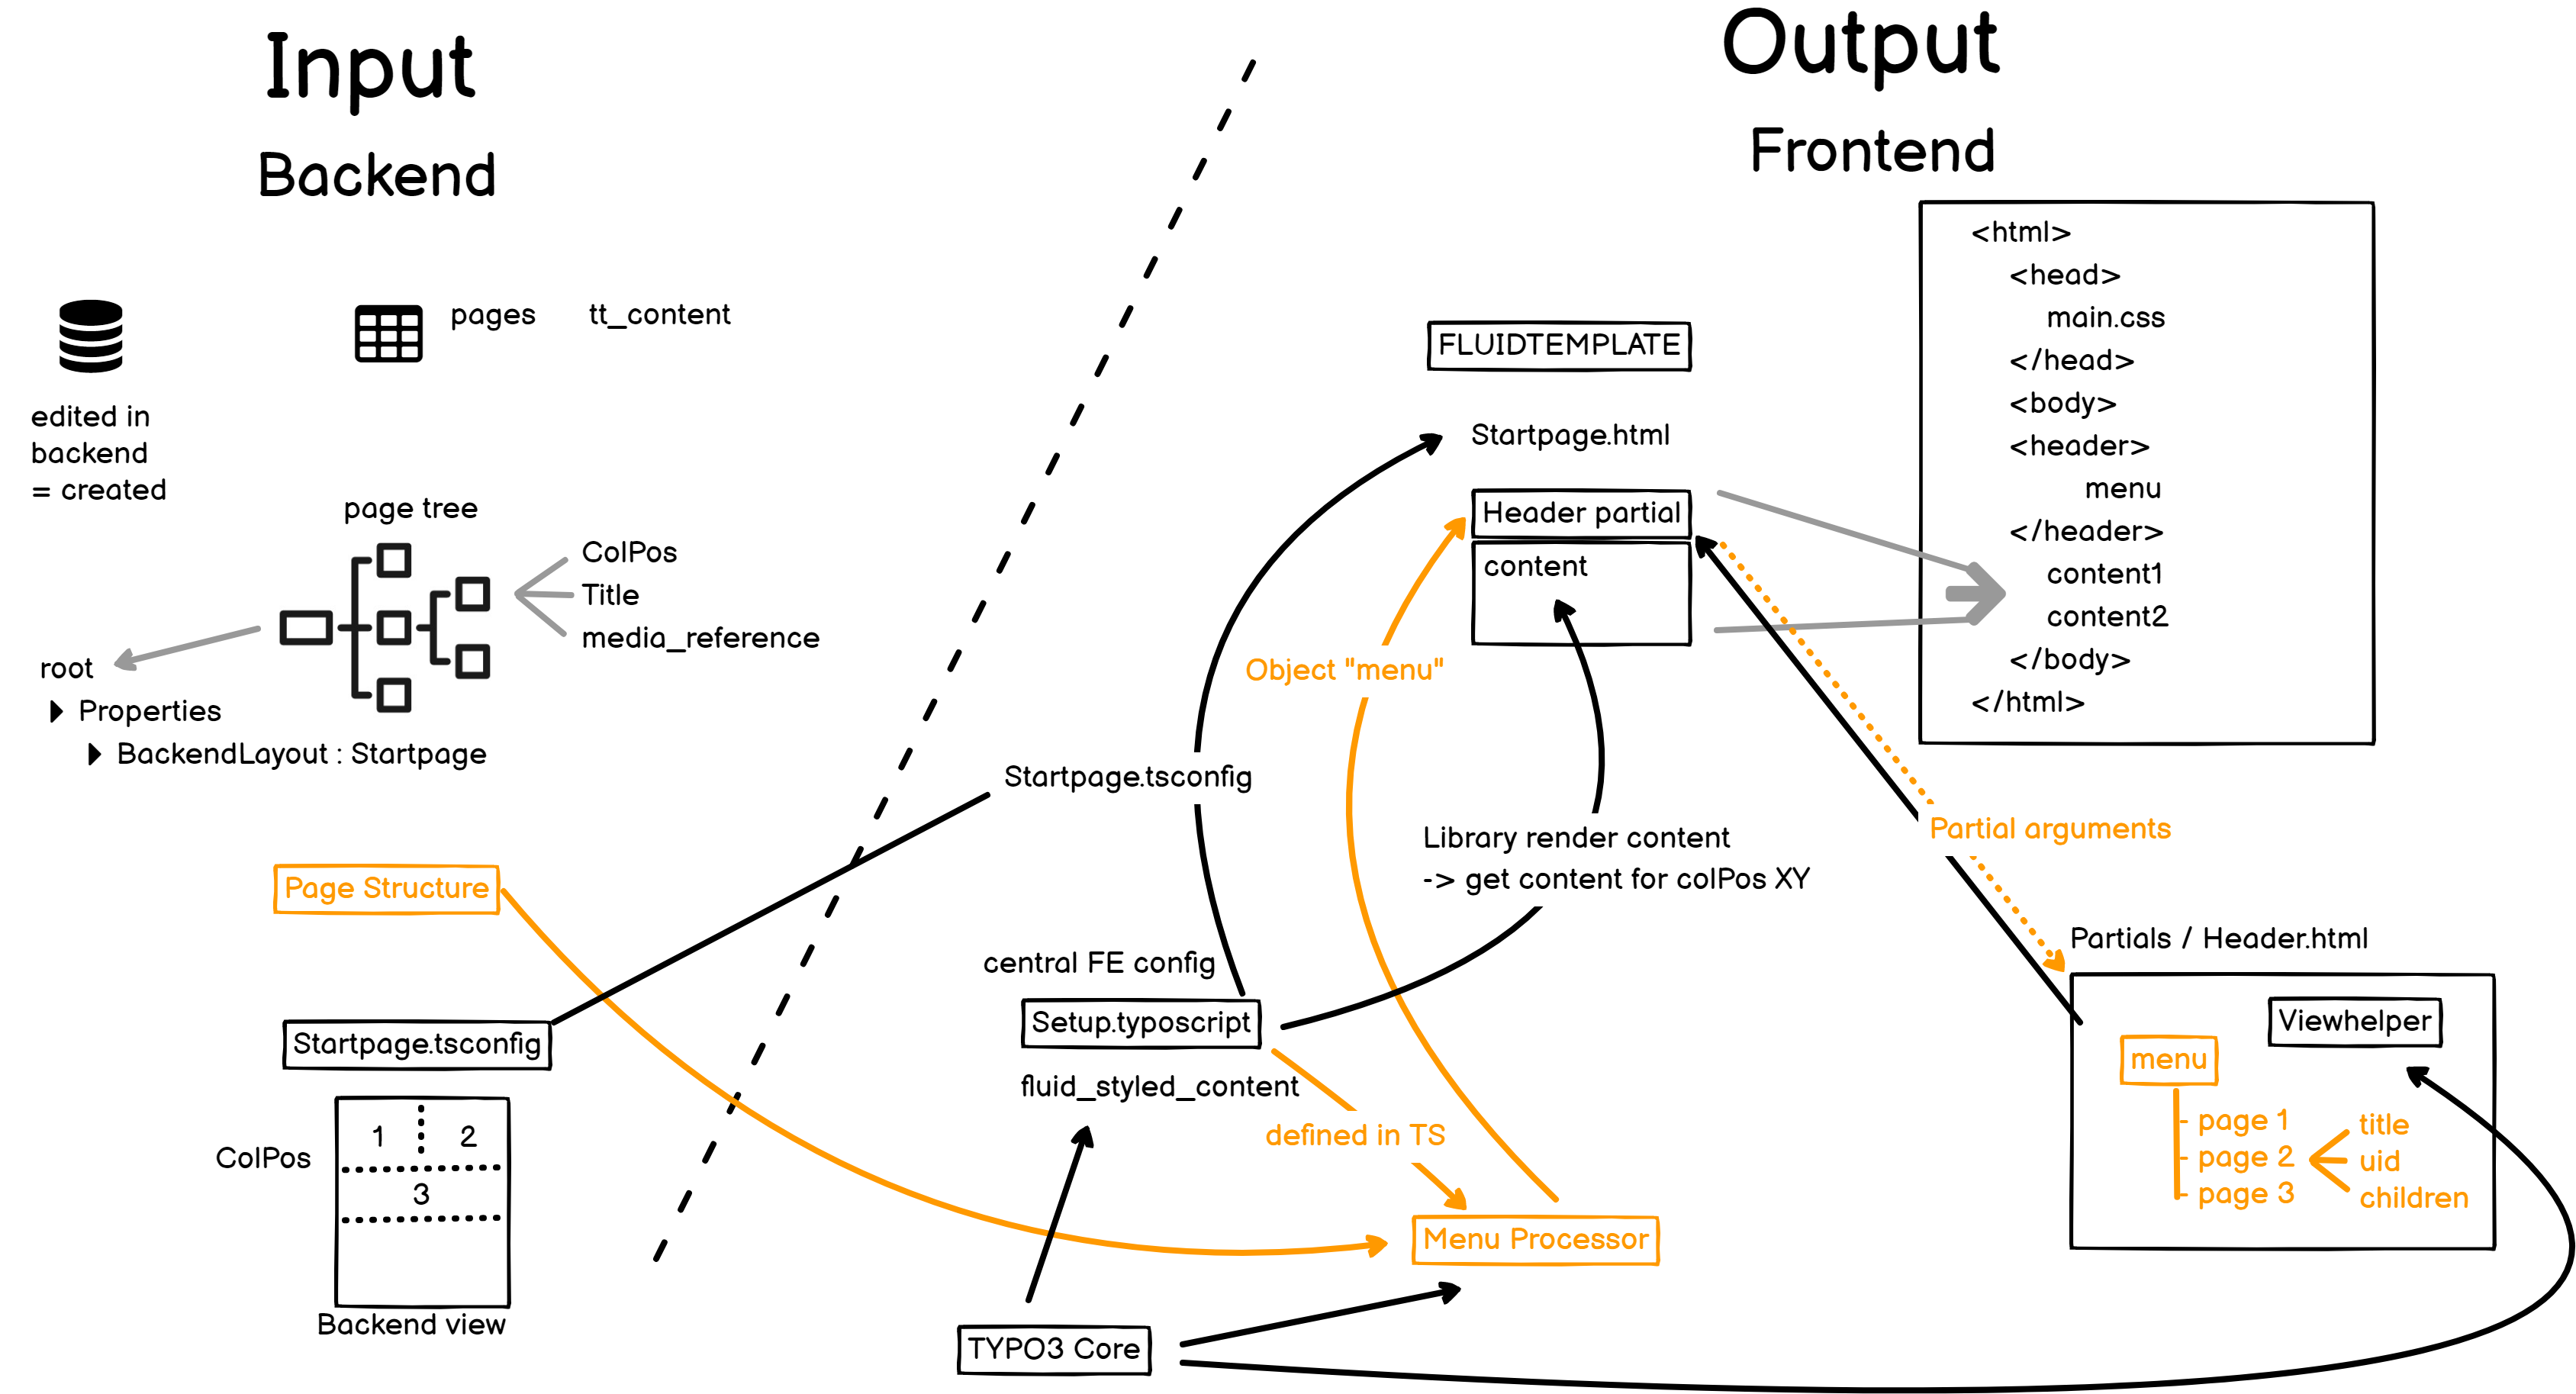 Input
Backend
Output
Frontend
pages
tt_content
edited in
backend
= created
page tree
ColPos
Title
media_reference
root
Properties
BackendLayout : Startpage
Page Structure
Startpage.tsconfig
ColPos
1
2
3
Backend view
Startpage.tsconfig
central FE config
Setup.typoscript
fluid_styled_content
TYPO3 Core
defined in TS
Menu Processor
Object "menu"
Library render content
-> get content for colPos XY
FLUIDTEMPLATE
Startpage.html
Header partial
content
<html>
<head>
main.css
</head>
<body>
<header>
menu
</header>
content1
content2
</body>
</html>
Partial arguments
Partials / Header.html
Viewhelper
menu
- page 1
- page 2
- page 3
title
uid
children